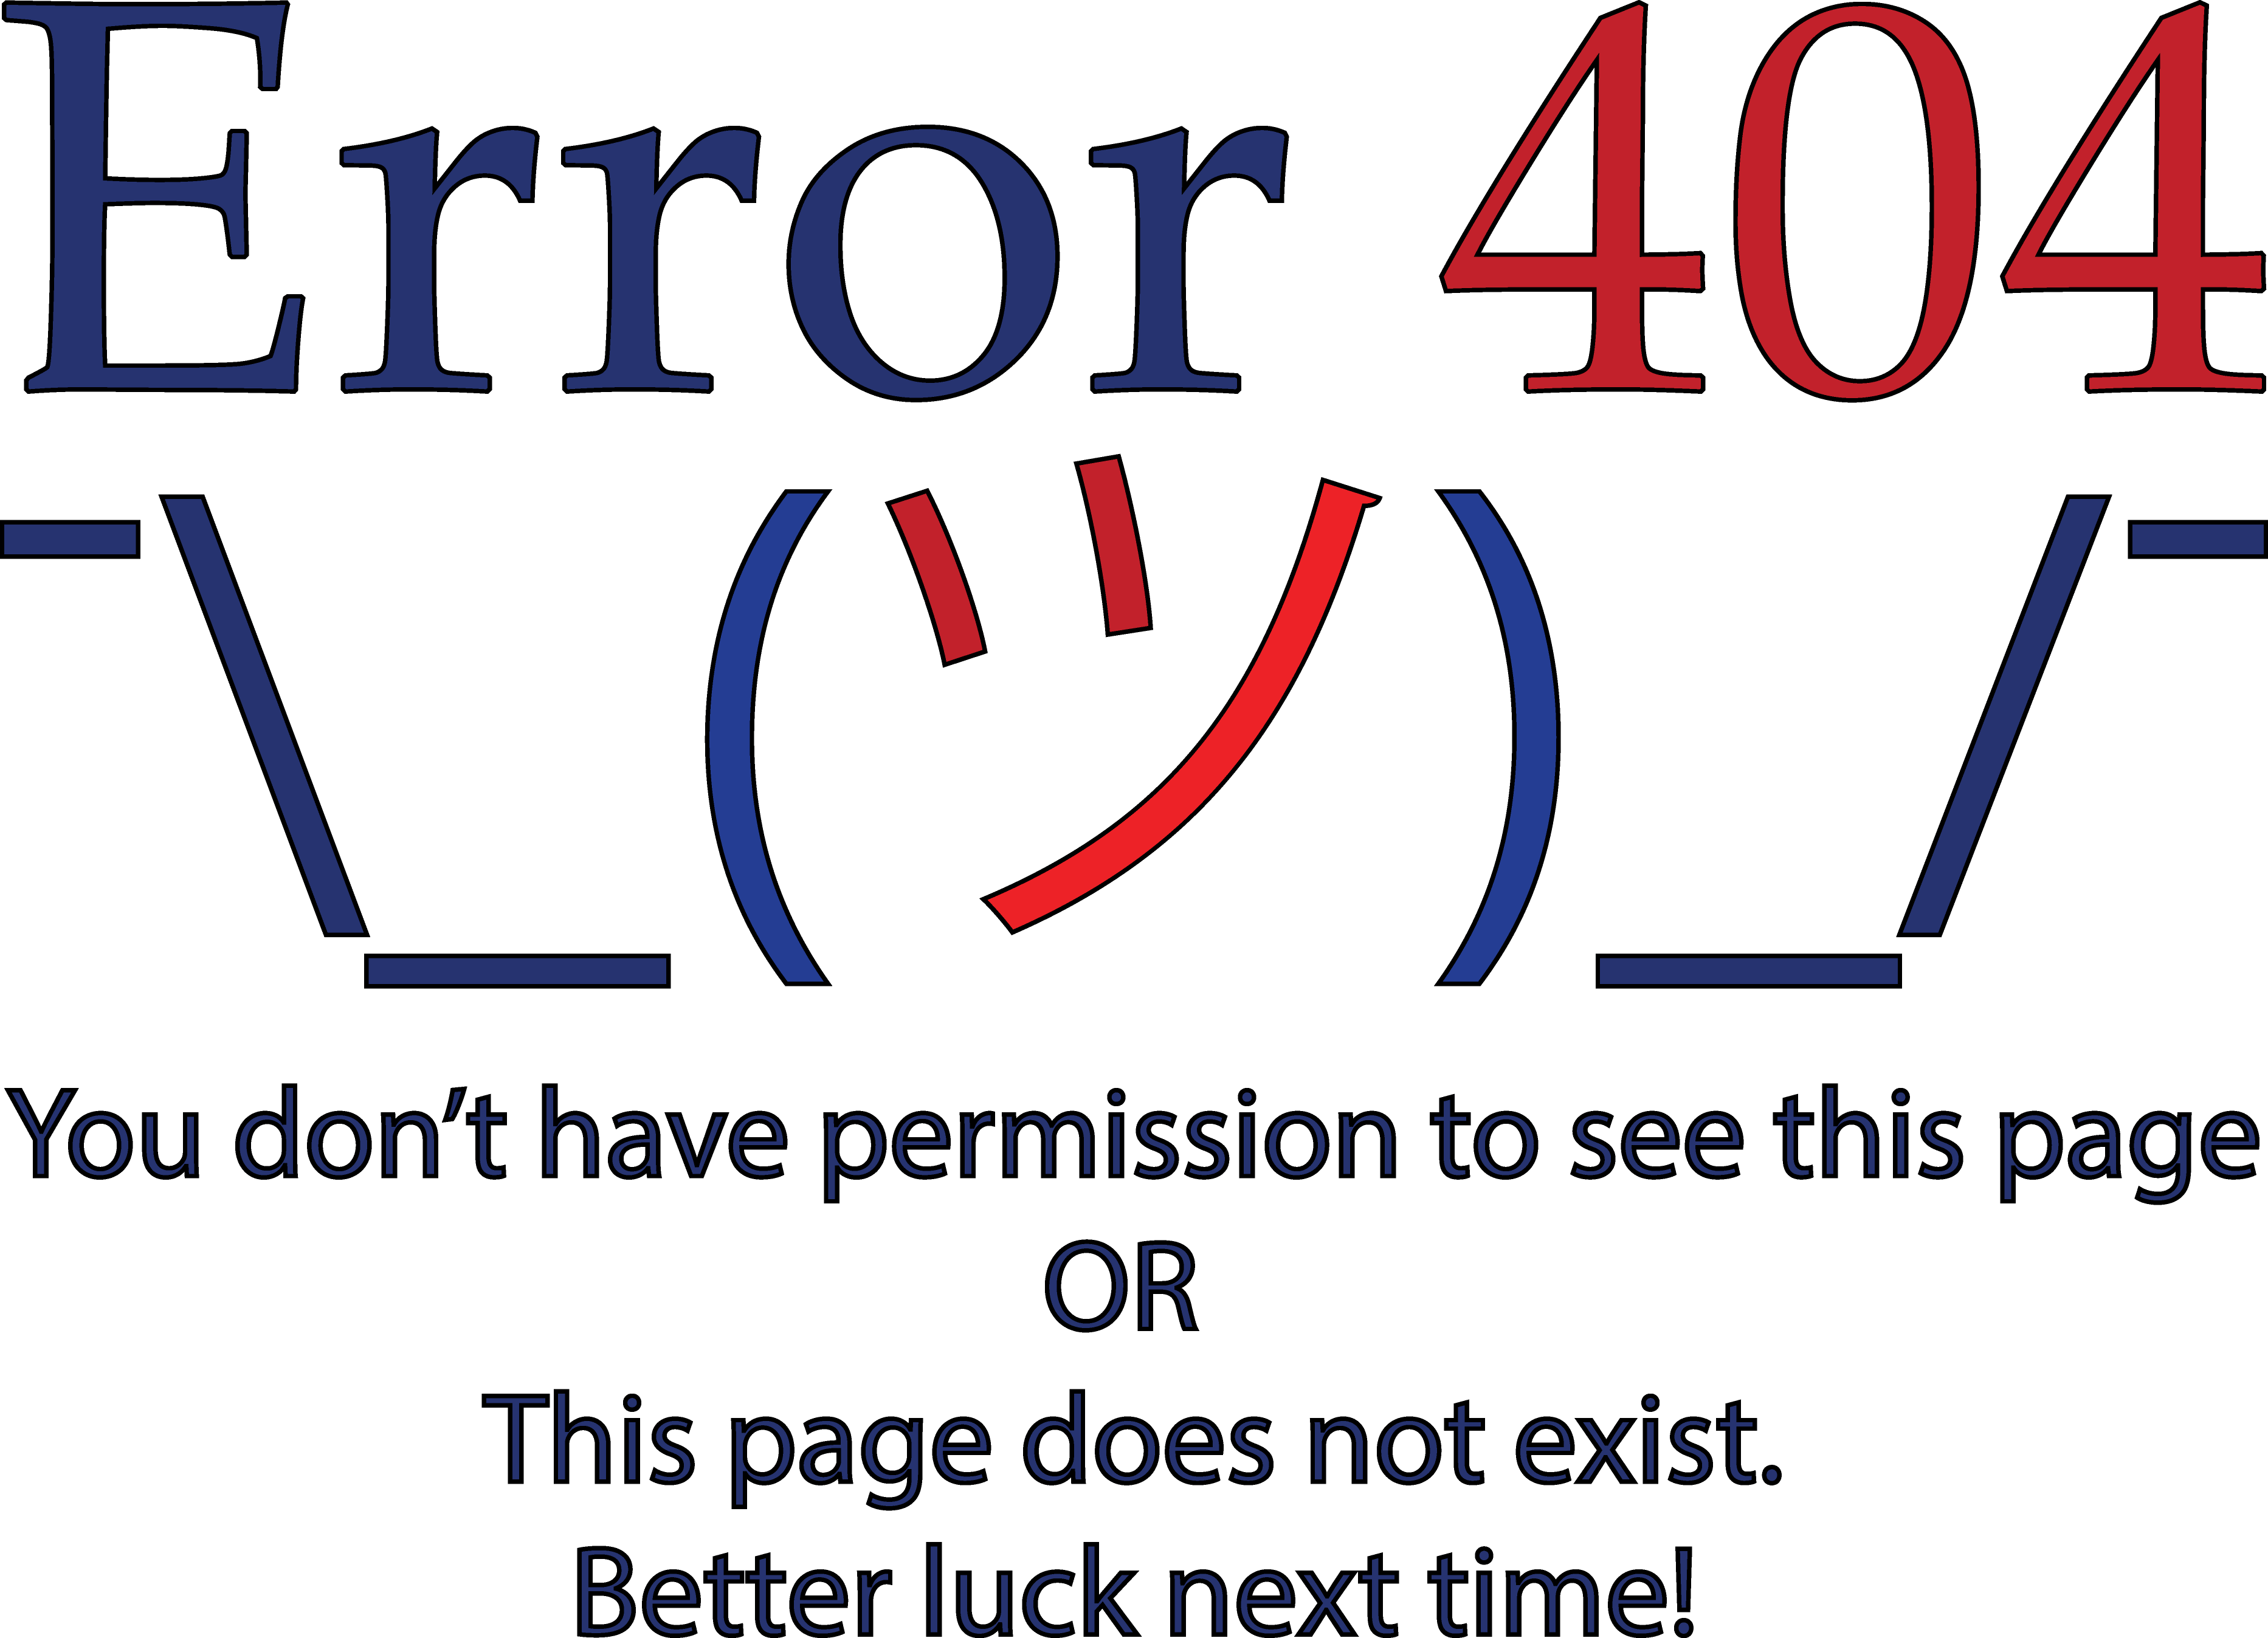 Error 404
¯\_(ツ)_/¯
You don’t have permission to see this page
OR
This page does not exist.
Better luck next time!